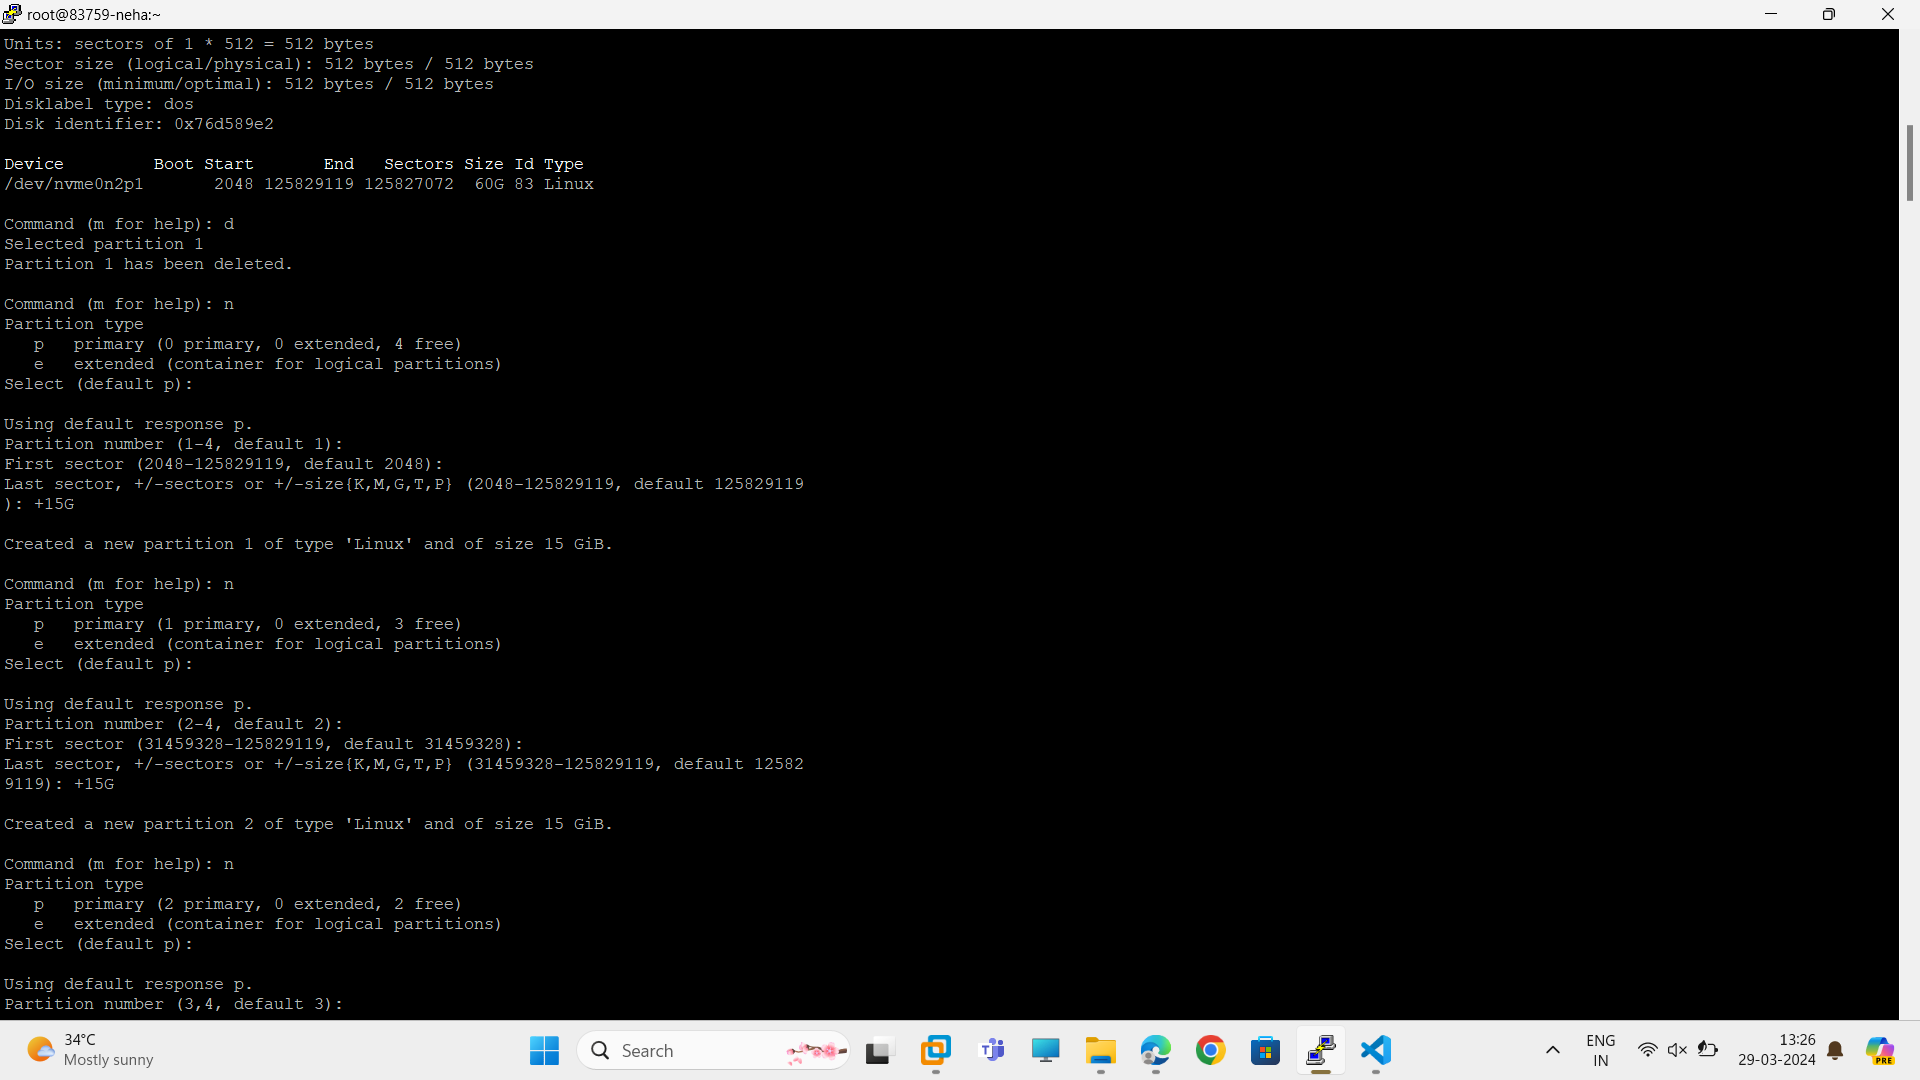 root@83759-neha:~
Units: sectors of 1 * 512 = 512 bytes
Sector size (logical/physical): 512 bytes / 512 bytes
I/O size (minimum/optimal): 512 bytes / 512 bytes
Disklabel type: dos
Disk identifier: 0x76d589e2
Device         Boot Start       End   Sectors Size Id Type
/dev/nvme0n2p1       2048 125829119 125827072  60G 83 Linux
Command (m for help): d
Selected partition 1
Partition 1 has been deleted.
Command (m for help): n
Partition type
   p   primary (0 primary, 0 extended, 4 free)
   e   extended (container for logical partitions)
Select (default p):
Using default response p.
Partition number (1-4, default 1):
First sector (2048-125829119, default 2048):
Last sector, +/-sectors or +/-size{K,M,G,T,P} (2048-125829119, default 125829119
): +15G
Created a new partition 1 of type 'Linux' and of size 15 GiB.
Command (m for help): n
Partition type
   p   primary (1 primary, 0 extended, 3 free)
   e   extended (container for logical partitions)
Select (default p):
Using default response p.
Partition number (2-4, default 2):
First sector (31459328-125829119, default 31459328):
Last sector, +/-sectors or +/-size{K,M,G,T,P} (31459328-125829119, default 12582
9119): +15G
Created a new partition 2 of type 'Linux' and of size 15 GiB.
Command (m for help): n
Partition type
   p   primary (2 primary, 0 extended, 2 free)
   e   extended (container for logical partitions)
Select (default p):
Using default response p.
Partition number (3,4, default 3):
34°C
Mostly sunny
Search
ENG
IN
13:26
29-03-2024
PRE